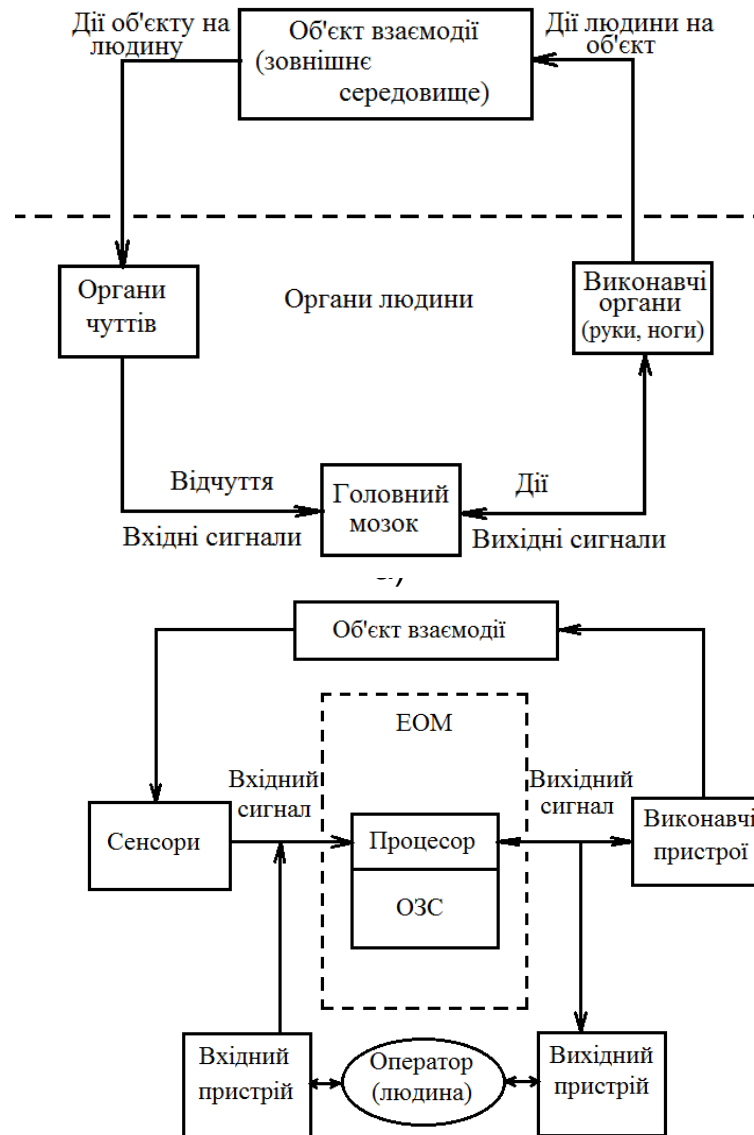 Дії об'єкту на
людину
Об'єкт взаємодії
(зовнішнє
середовище)
Дії людини на
об'єкт
Органи
чуттів
Органи людини
Виконавчі
органи
(руки, ноги)
Відчуття
Вхідні сигнали
Головний
мозок
Дії
Вихідні сигнали
Об'єкт взаємодії
ЕОМ
Вхідний
сигнал
Вихідний
сигнал
Сенсори
Процесор
ОЗС
Виконавчі
пристрої
Вхідний
пристрій
Оператор
(людина)
Вихідний
пристрій